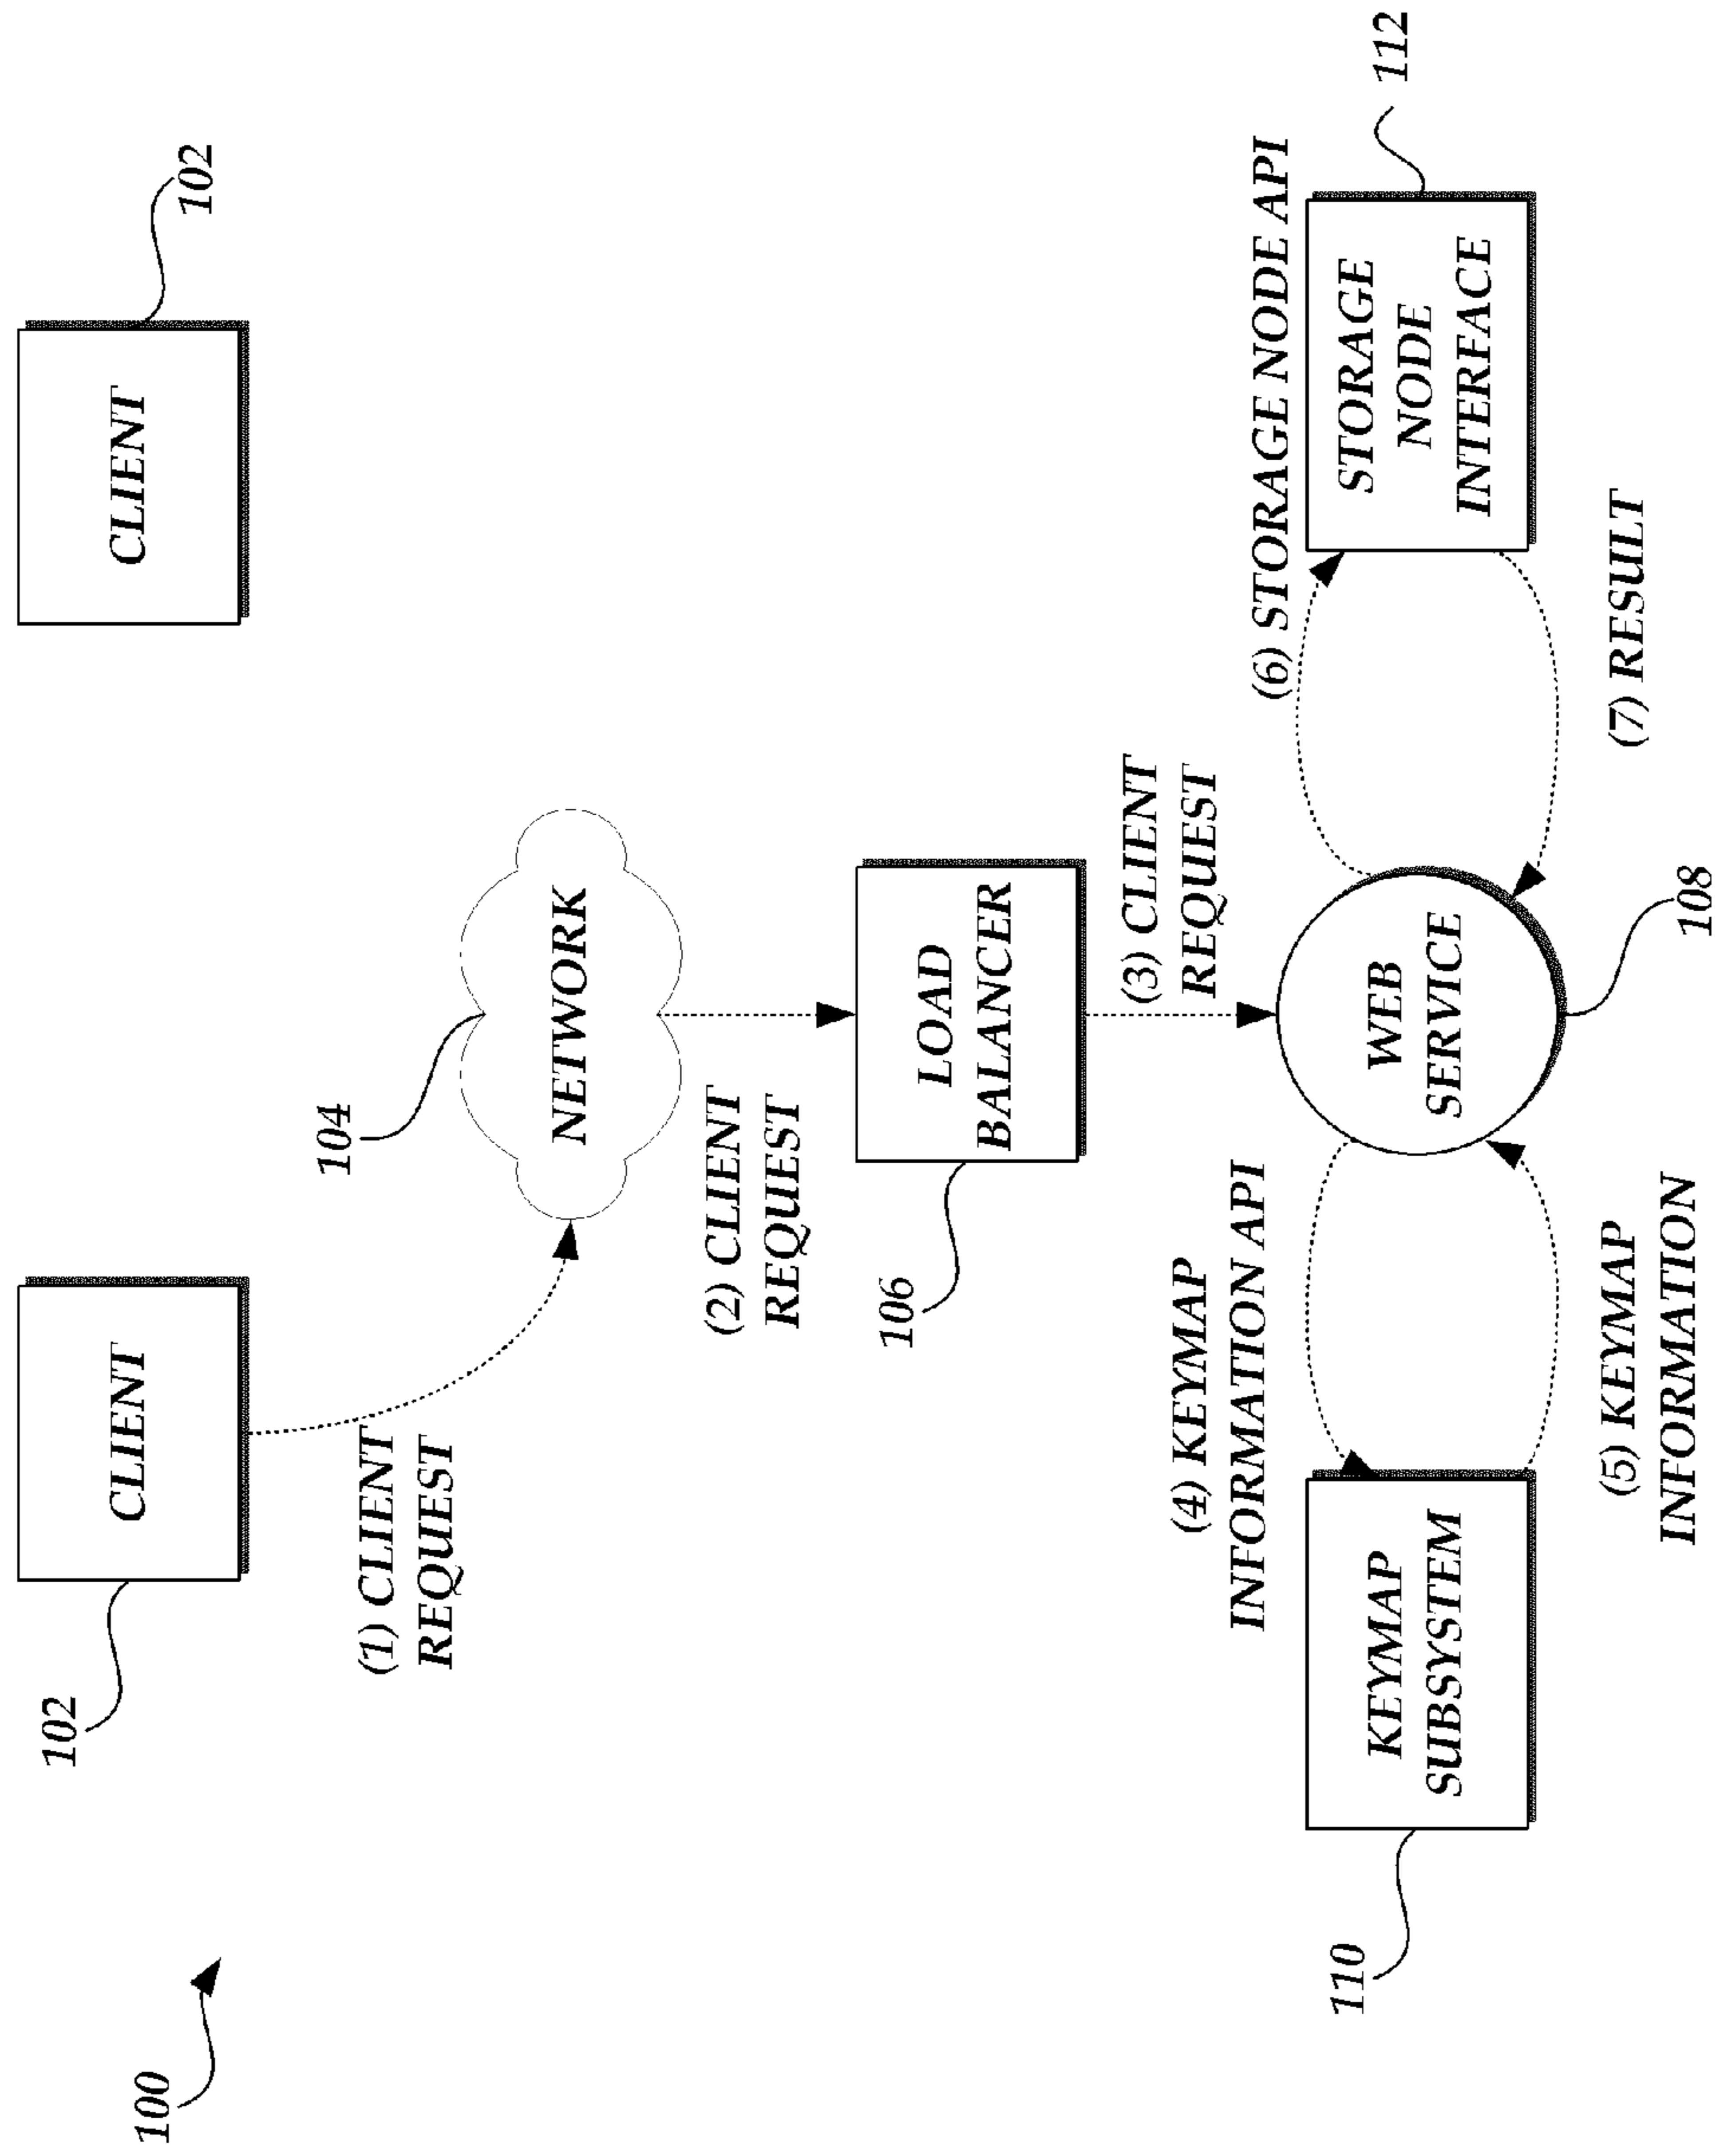 100
102
CLIENT
CLIENT
102
(1) CLIENT
REQUEST
104
NETWORK
(2) CLIENT
REQUEST
106
LOAD
BALANCER
(3) CLIENT
REQUEST
(4) KEYMAP
INFORMATION API
(6) STORAGE NODE API
110
KEYMAP
SUBSYSTEM
WEB
SERVICE
STORAGE
NODE
INTERFACE
112
(5) KEYMAP
INFORMATION
108
(7) RESULT